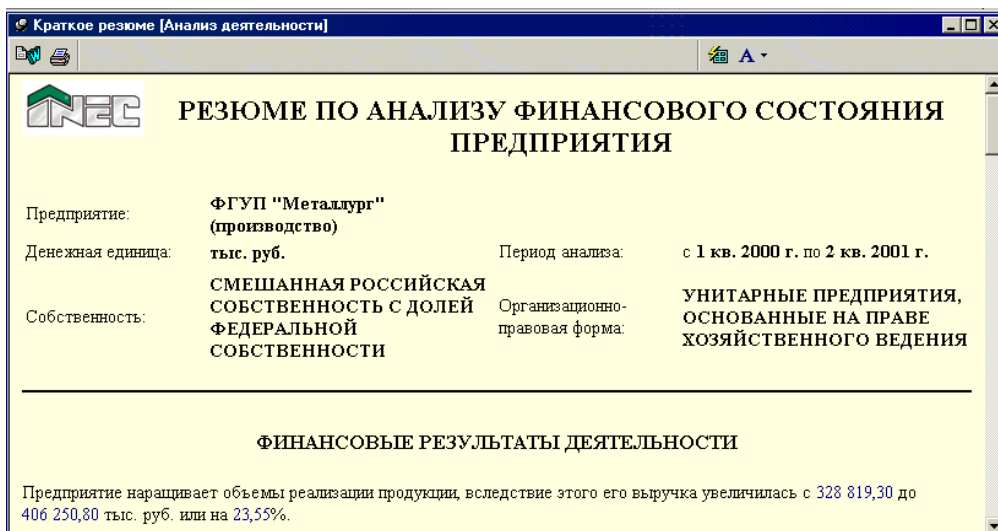 Краткое резюме [Анализ деятельности]
A
INEC
РЕЗЮМЕ ПО АНАЛИЗУ ФИНАНСОВОГО СОСТОЯНИЯ
ПРЕДПРИЯТИЯ
Предприятие:
ФГУП "Металлург"
(производство)
Денежная единица:
тыс. руб.
Период анализа:
с 1 кв. 2000 г. по 2 кв. 2001 г.
Собственность:
СМЕШАННАЯ РОССИЙСКАЯ
СОБСТВЕННОСТЬ С ДОЛЕЙ
ФЕДЕРАЛЬНОЙ
СОБСТВЕННОСТИ
Организационно-
правовая форма:
УНИТАРНЫЕ ПРЕДПРИЯТИЯ,
ОСНОВАННЫЕ НА ПРАВЕ
ХОЗЯЙСТВЕННОГО ВЕДЕНИЯ
ФИНАНСОВЫЕ РЕЗУЛЬТАТЫ ДЕЯТЕЛЬНОСТИ
Предприятие наращивает объемы реализации продукции, вследствие этого его выручка увеличилась с 328 819,30 до
406 250,80 тыс. руб. или на 23,55%.